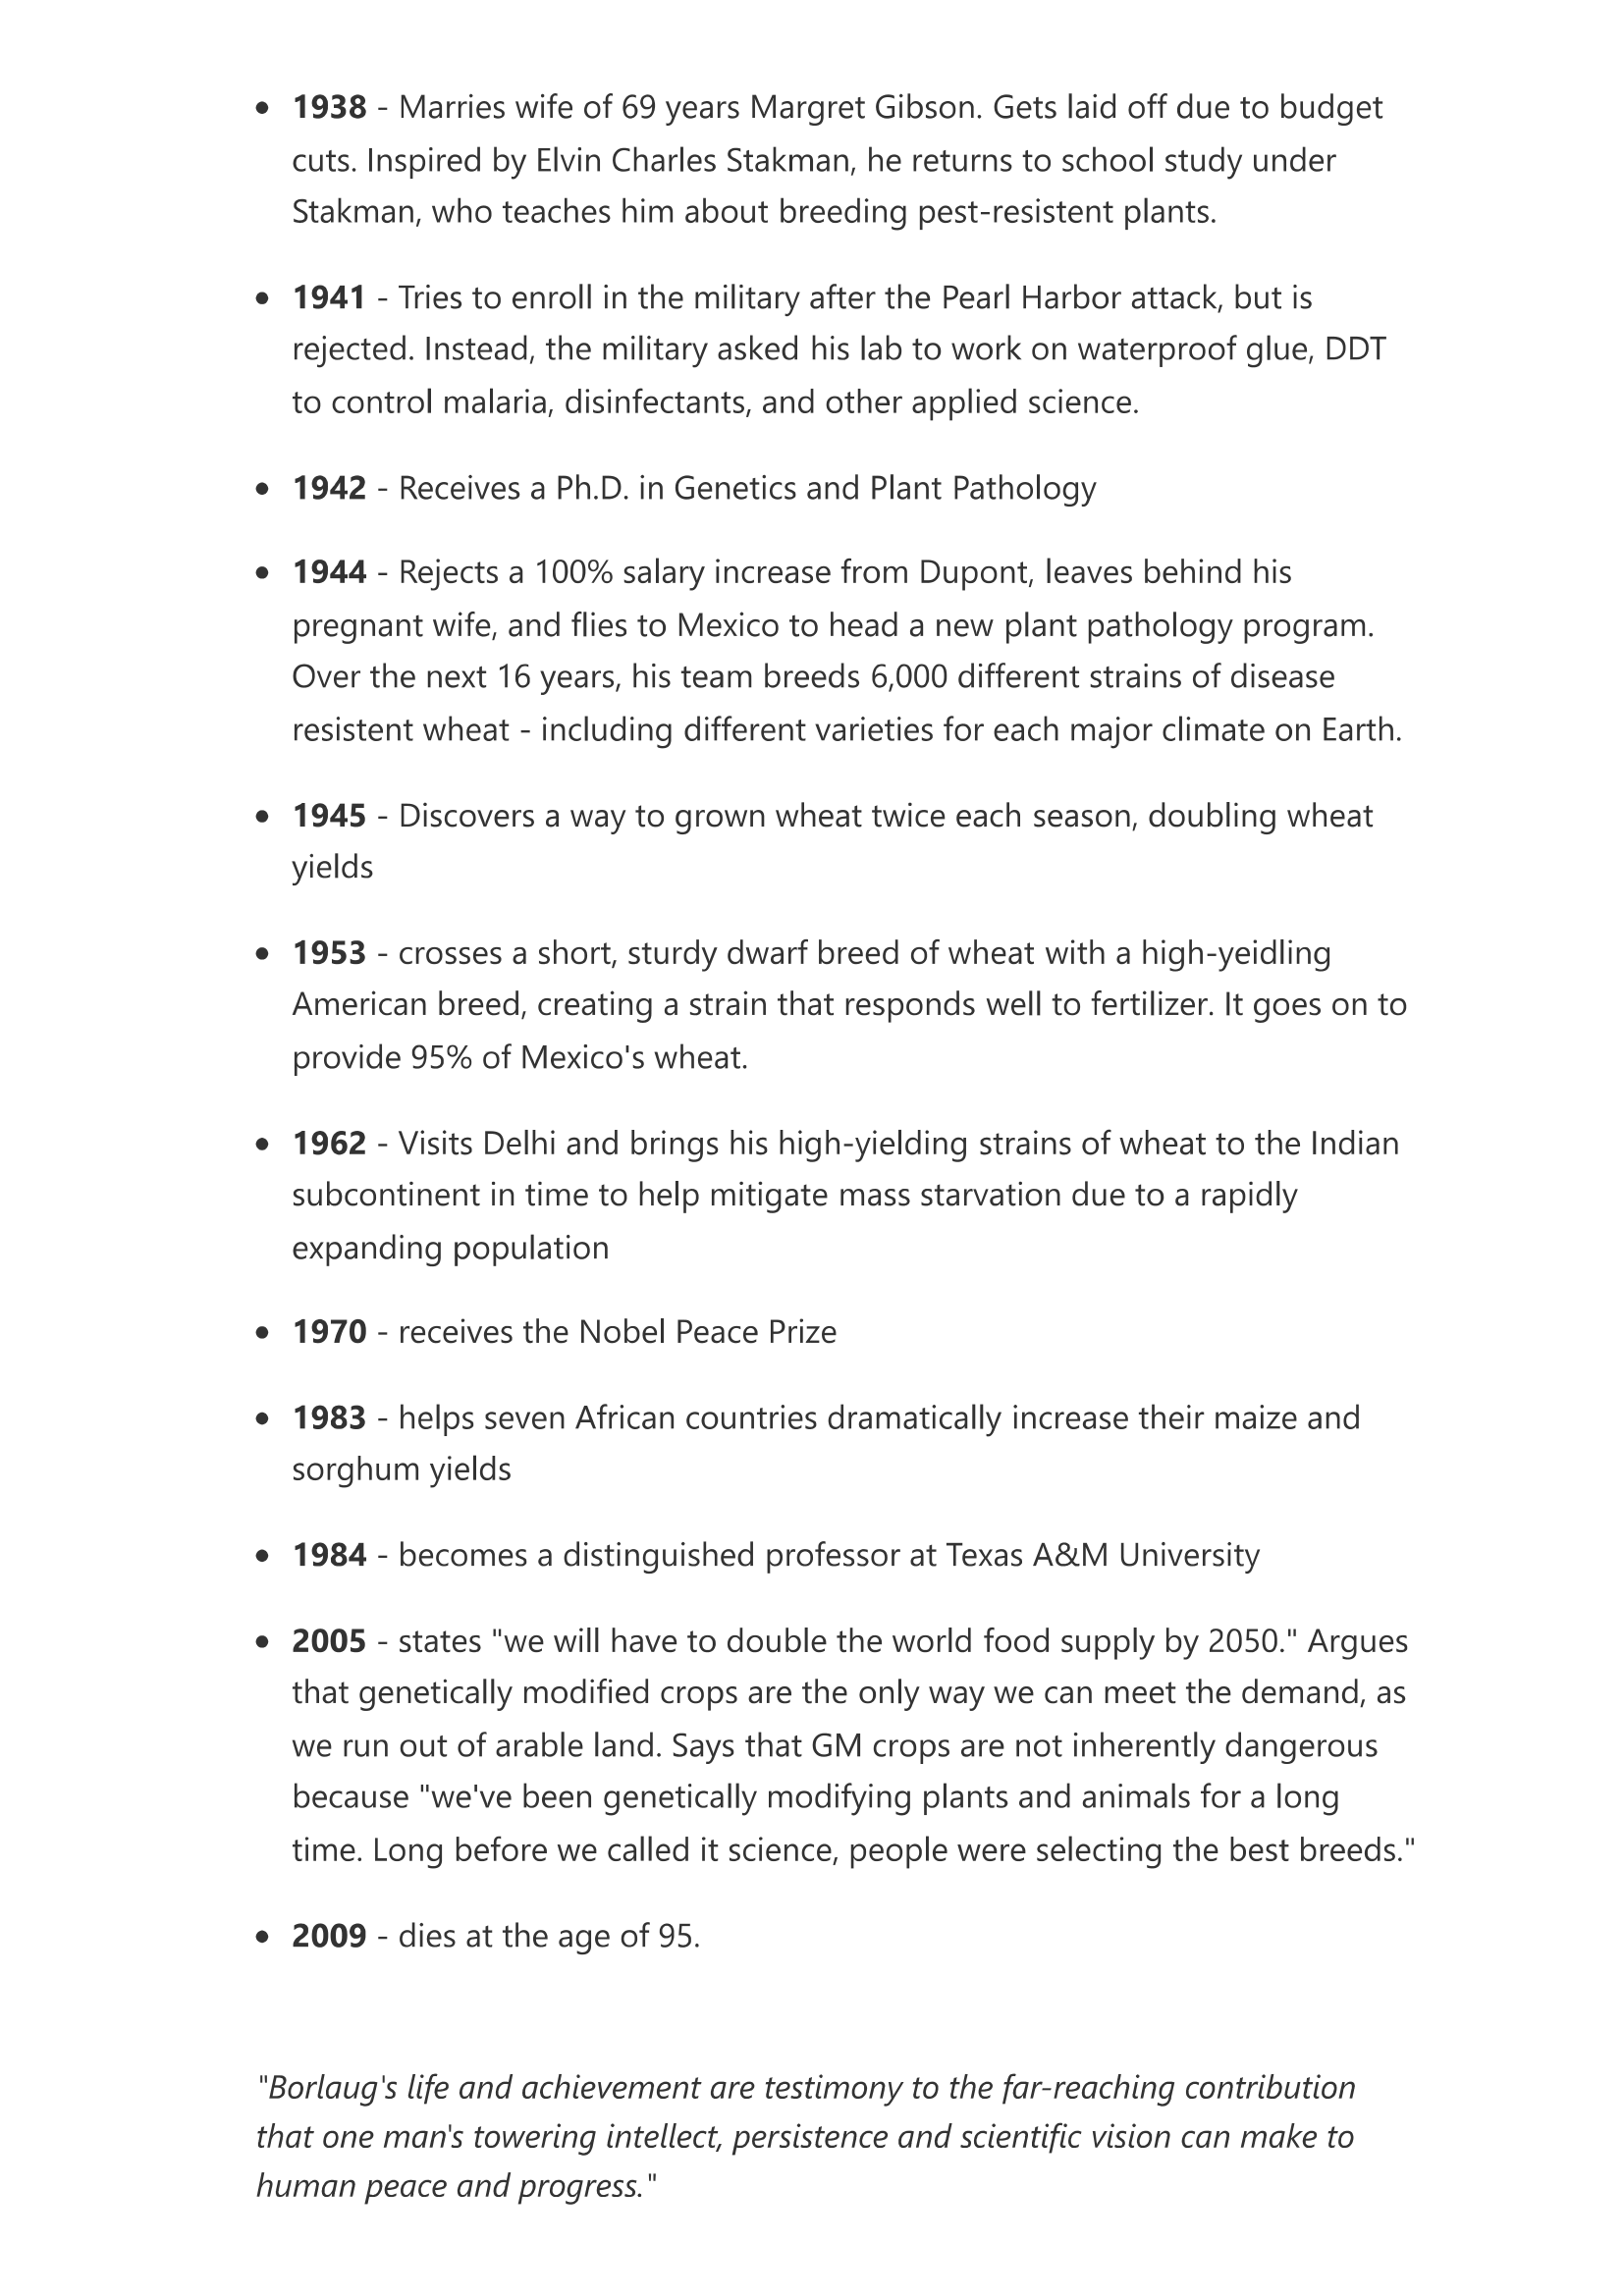 1938 - Marries wife of 69 years Margret Gibson. Gets laid off due to budget
cuts. Inspired by Elvin Charles Stakman, he returns to school study under
Stakman, who teaches him about breeding pest-resistent plants.
1941 - Tries to enroll in the military after the Pearl Harbor attack, but is
rejected. Instead, the military asked his lab to work on waterproof glue, DDT
to control malaria, disinfectants, and other applied science.
1942 - Receives a Ph.D. in Genetics and Plant Pathology
1944 - Rejects a 100% salary increase from Dupont, leaves behind his
pregnant wife, and flies to Mexico to head a new plant pathology program.
Over the next 16 years, his team breeds 6,000 different strains of disease
resistent wheat - including different varieties for each major climate on Earth.
1945 - Discovers a way to grown wheat twice each season, doubling wheat
yields
1953 - crosses a short, sturdy dwarf breed of wheat with a high-yeidling
American breed, creating a strain that responds well to fertilizer. It goes on to
provide 95% of Mexico's wheat.
1962 - Visits Delhi and brings his high-yielding strains of wheat to the Indian
subcontinent in time to help mitigate mass starvation due to a rapidly
expanding population
1970 - receives the Nobel Peace Prize
1983 - helps seven African countries dramatically increase their maize and
sorghum yields
1984 - becomes a distinguished professor at Texas A&M University
2005 - states "we will have to double the world food supply by 2050." Argues
that genetically modified crops are the only way we can meet the demand, as
we run out of arable land. Says that GM crops are not inherently dangerous
because "we've been genetically modifying plants and animals for a long
time. Long before we called it science, people were selecting the best breeds."
2009 - dies at the age of 95.
"Borlaug's life and achievement are testimony to the far-reaching contribution
that one man's towering intellect, persistence and scientific vision can make to
human peace and progress."